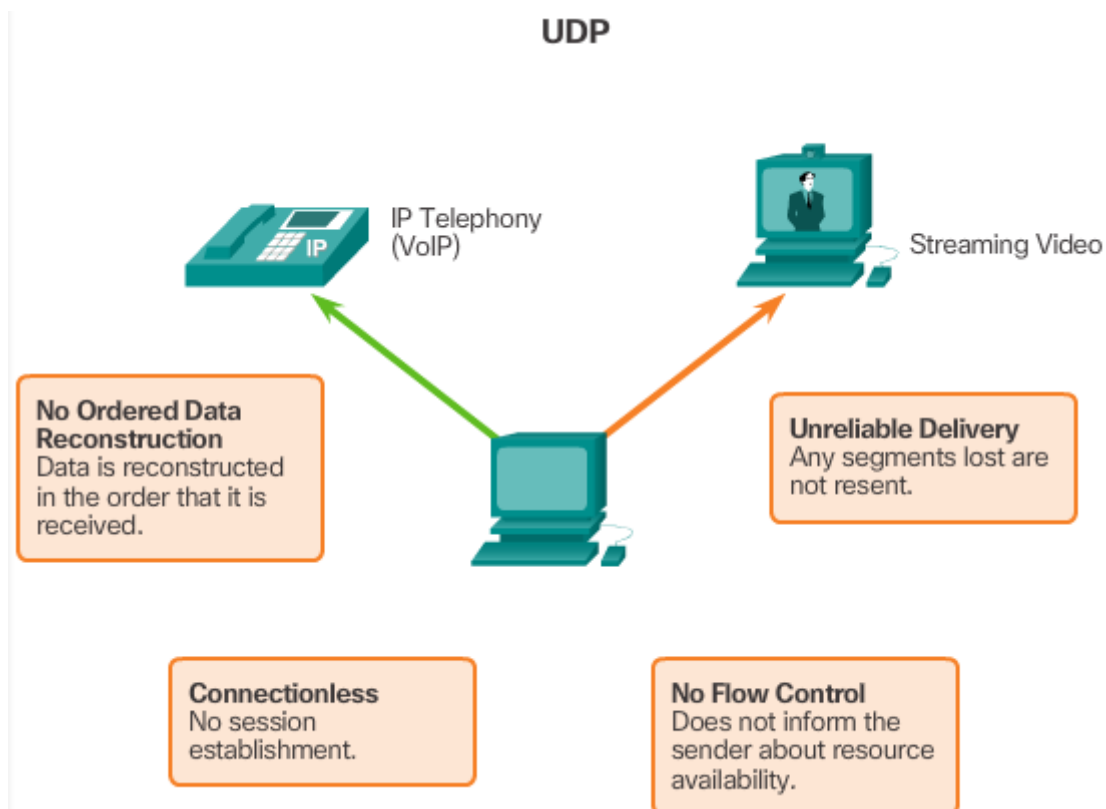 UDP
IP
IP Telephony
(VoIP)
Streaming Video
No Ordered Data
Reconstruction
Data is reconstructed
in the order that it is
received.
Unreliable Delivery
Any segments lost are
not resent.
Connectionless
No session
establishment.
No Flow Control
Does not inform the
sender about resource
availability.